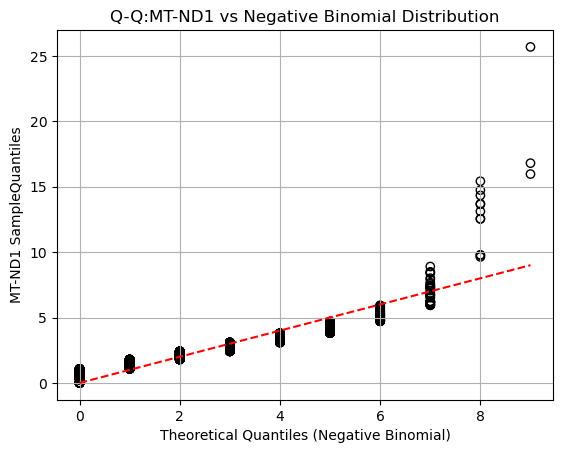 Q-Q:MT-ND1 vs Negative Binomial Distribution
25
20
15
10
5
0
MT-ND1 SampleQuantiles
0 2 4 6 8
Theoretical Quantiles (Negative Binomial)